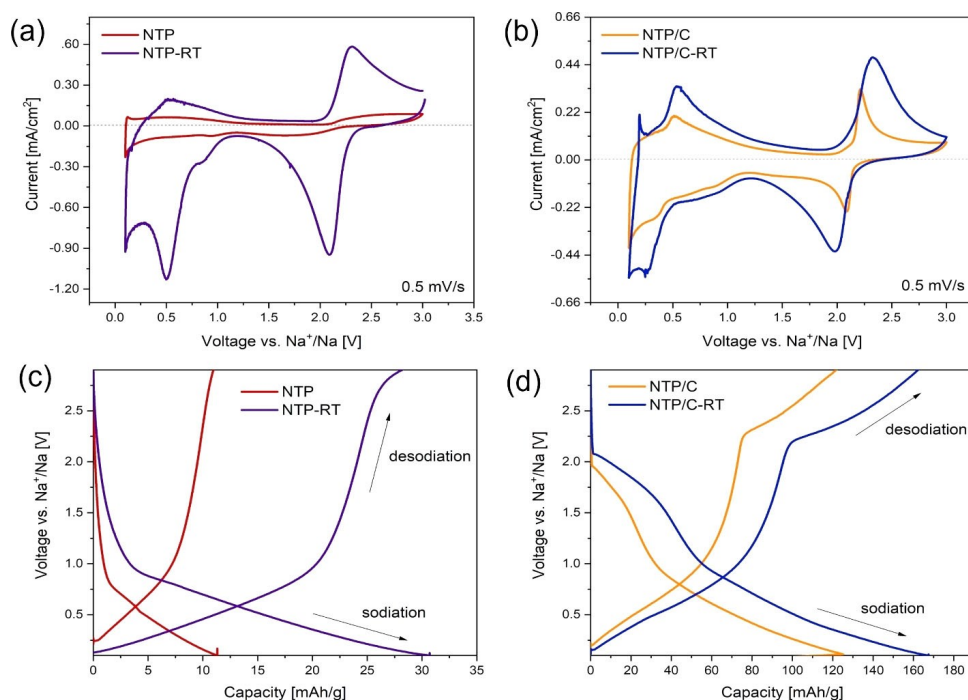 (a)
NTP
NTP-RT
.60
0.30
0.00
-0.30
-0.60
-0.90
-1.20
Current [mA/cm²]
0.5 mV/s
0.0 0.5 1.0 1.5 2.0 2.5 3.0 3.5
Voltage vs. Na⁺/Na [V]
(b)
NTP/C
NTP/C-RT
0.66
0.44
0.22
0.00
-0.22
-0.44
-0.66
Current [mA/cm²]
0.5 mV/s
0.0 0.5 1.0 1.5 2.0 2.5 3.0
Voltage vs. Na⁺/Na [V]
(c)
NTP
NTP-RT
2.5
2.0
1.5
1.0
0.5
Voltage vs. Na⁺/Na [V]
desodiation
sodiation
0 5 10 15 20 25 30 35
Capacity [mAh/g]
(d)
NTP/C
NTP/C-RT
2.5
2.0
1.5
1.0
0.5
Voltage vs. Na⁺/Na [V]
desodiation
sodiation
0 20 40 60 80 100 120 140 160 180
Capacity [mAh/g]